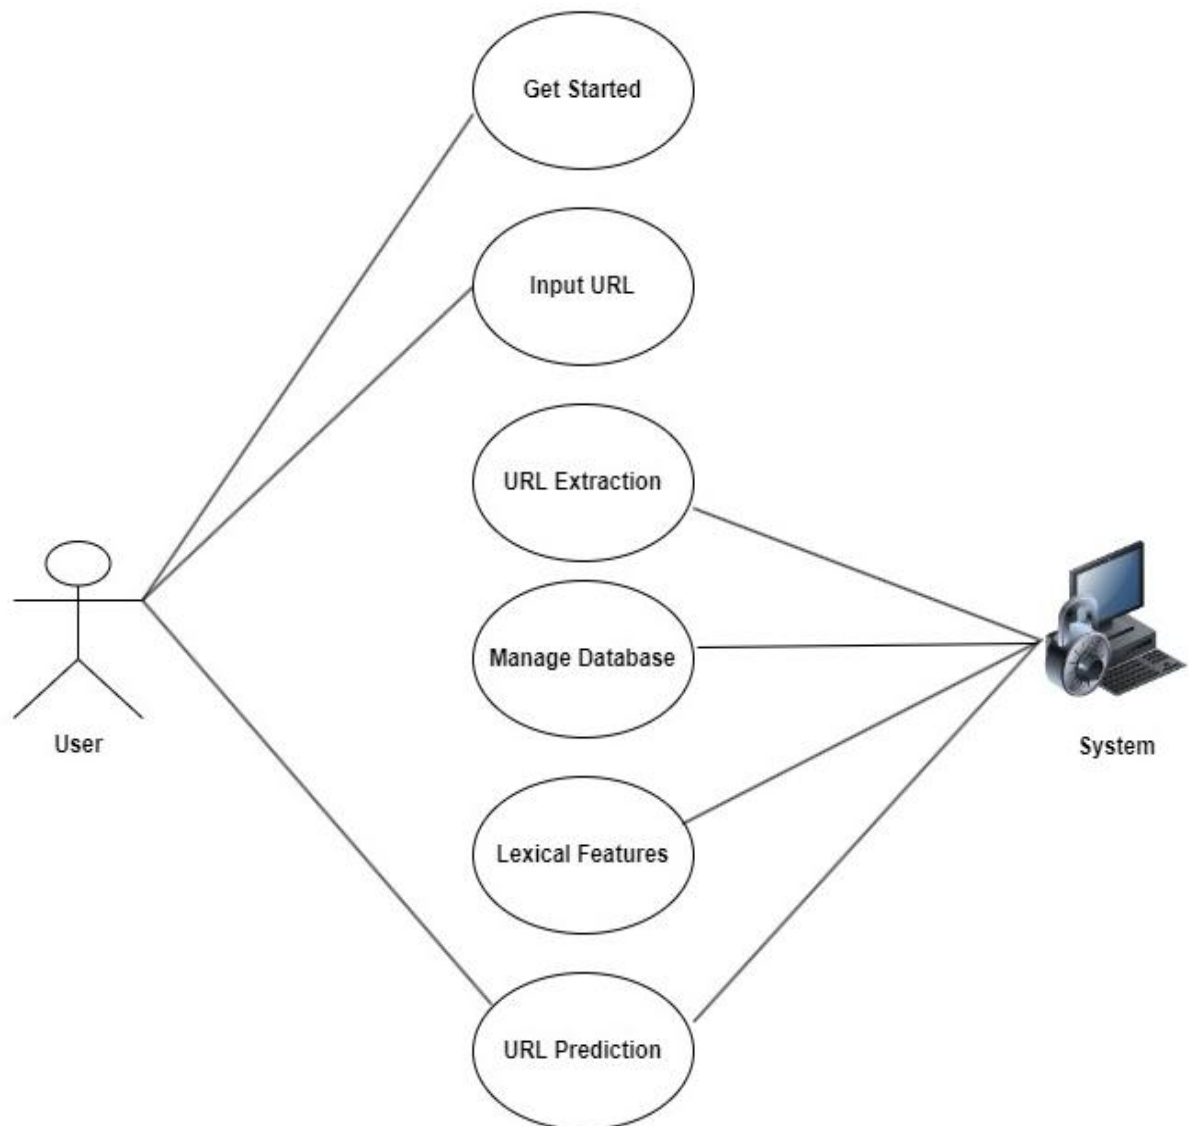 Get Started
Input URL
URL Extraction
Manage Database
User
System
Lexical Features
URL Prediction